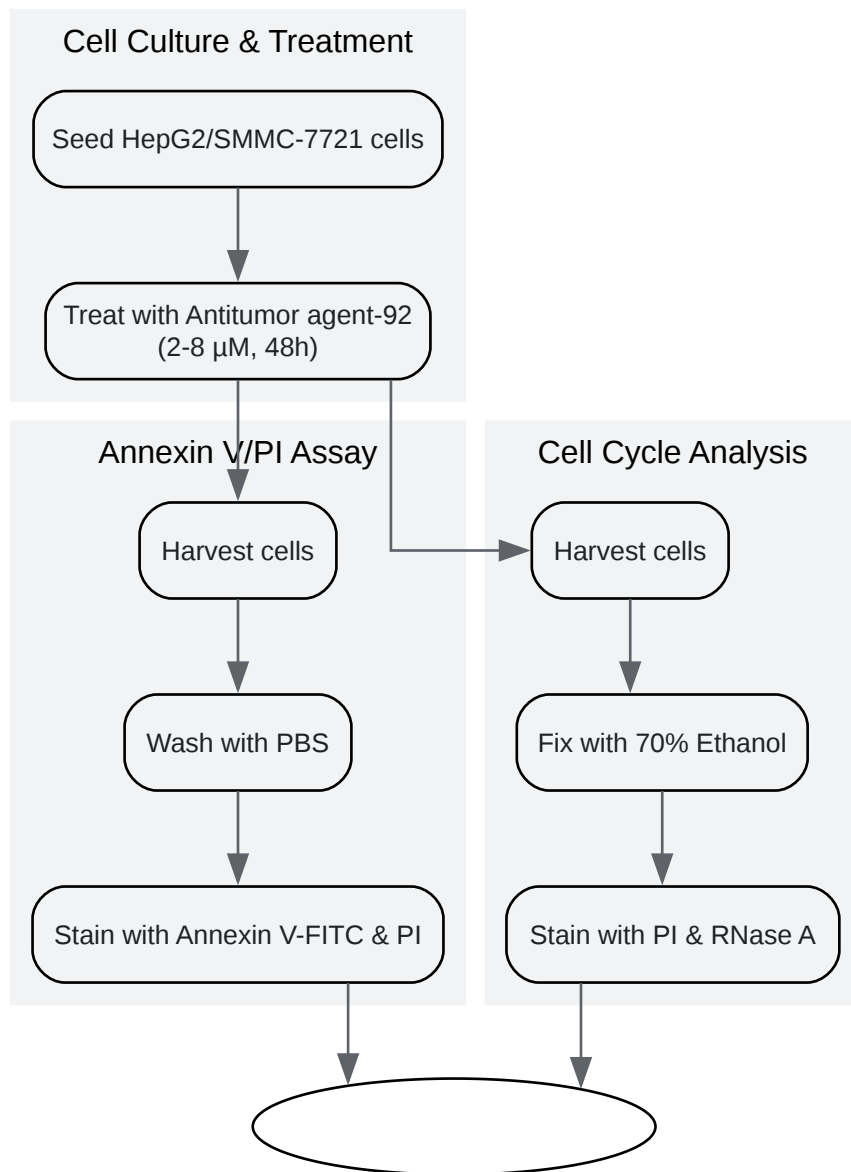 Cell Culture & Treatment
Seed HepG2/SMMC-7721 cells
Treat with Antitumor agent-92
(2-8 µM, 48h)
Annexin V/PI Assay
Harvest cells
Wash with PBS
Stain with Annexin V-FITC & PI
Cell Cycle Analysis
Harvest cells
Fix with 70% Ethanol
Stain with PI & RNase A